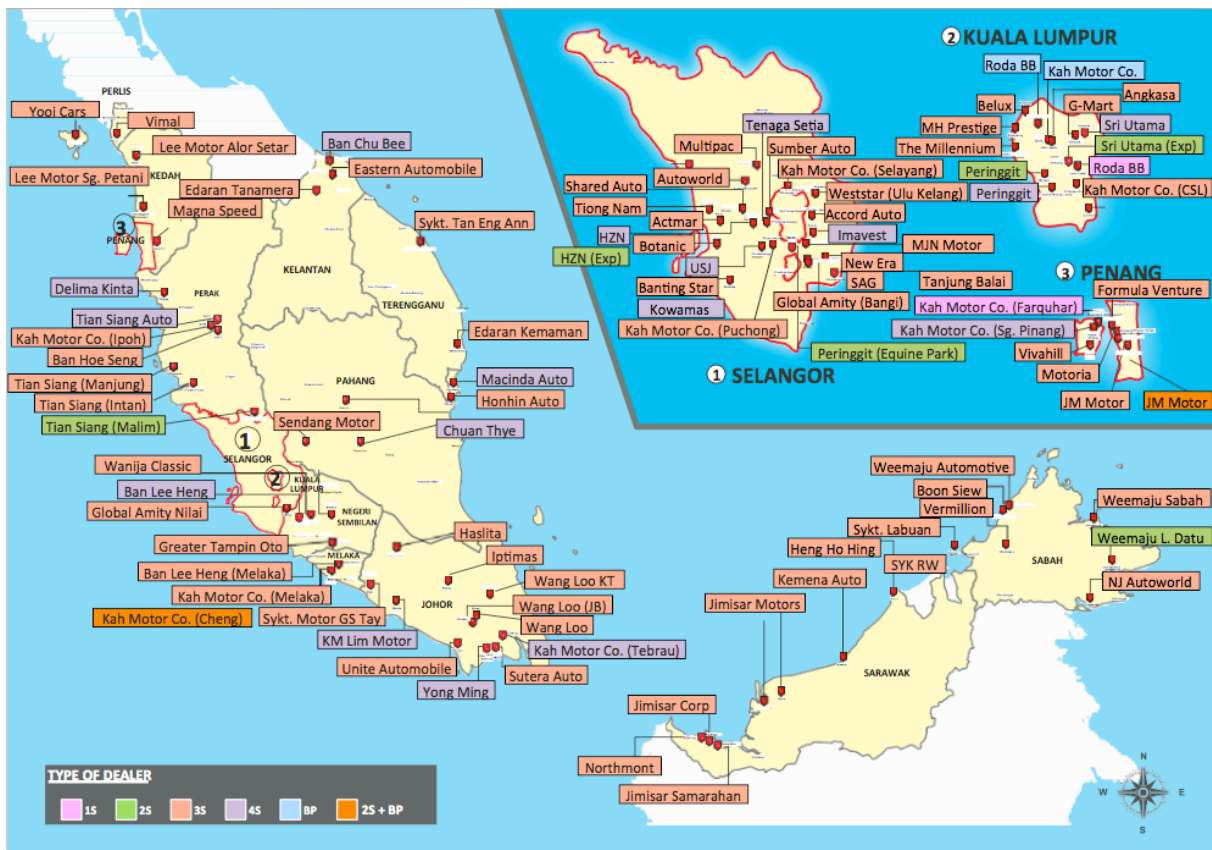 PERLIS
Yooi Cars
Vimal
Lee Motor Alor Setar
KEDAH
Lee Motor Sg. Petani
Magna Speed
3
PENANG
Ban Chu Bee
Eastern Automobile
Edaran Tanamera
Sykt. Tan Eng Ann
KELANTAN
TERENGGANU
Delima Kinta
PERAK
Tian Siang Auto
Kah Motor Co. (Ipoh)
Ban Hoe Seng
Tian Siang (Manjung)
Tian Siang (Intan)
Tian Siang (Malim)
Edaran Kemaman
PAHANG
Macinda Auto
Honhin Auto
Sendang Motor
Chuan Thye
1
SELANGOR
Wanija Classic
2
KUALA
LUMPUR
Ban Lee Heng
Global Amity Nilai
NEGERI
SEMBILAN
Greater Tampin Oto
MELAKA
Ban Lee Heng (Melaka)
Kah Motor Co. (Melaka)
Kah Motor Co. (Cheng)
Sykt. Motor GS Tay
KM Lim Motor
Unite Automobile
Yong Ming
Haslita
Iptimas
JOHOR
Wang Loo KT
Wang Loo (JB)
Wang Loo
Kah Motor Co. (Tebrau)
Sutera Auto
Tenaga Setia
Multipac
Sumber Auto
Autoworld
Kah Motor Co. (Selayang)
Shared Auto
Weststar (Ulu Kelang)
Tiong Nam
Accord Auto
Actmar
HZN
Imavest
Botanic
MJN Motor
HZN (Exp)
USJ
New Era
Banting Star
SAG
Tanjung Balai
Kowamas
Global Amity (Bangi)
Kah Motor Co. (Puchong)
Peringgit (Equine Park)
1 SELANGOR
2 KUALA LUMPUR
Roda BB
Kah Motor Co.
Belux
Angkasa
G-Mart
MH Prestige
Sri Utama
The Millennium
Sri Utama (Exp)
Peringgit
Roda BB
Peringgit
Kah Motor Co. (CSL)
3 PENANG
Formula Venture
Kah Motor Co. (Farquhar)
Kah Motor Co. (Sg. Pinang)
Vivahill
Motoria
JM Motor
JM Motor
Weemaju Automotive
Boon Siew
Vermillion
Weemaju Sabah
Sykt. Labuan
Weemaju L. Datu
Heng Ho Hing
SYK RW
SABAH
Kemena Auto
NJ Autoworld
Jimisar Motors
SARAWAK
Jimisar Corp
Northmont
Jimisar Samarahan
TYPE OF DEALER
1S 2S 3S 4S BP 2S + BP
N
W E
S